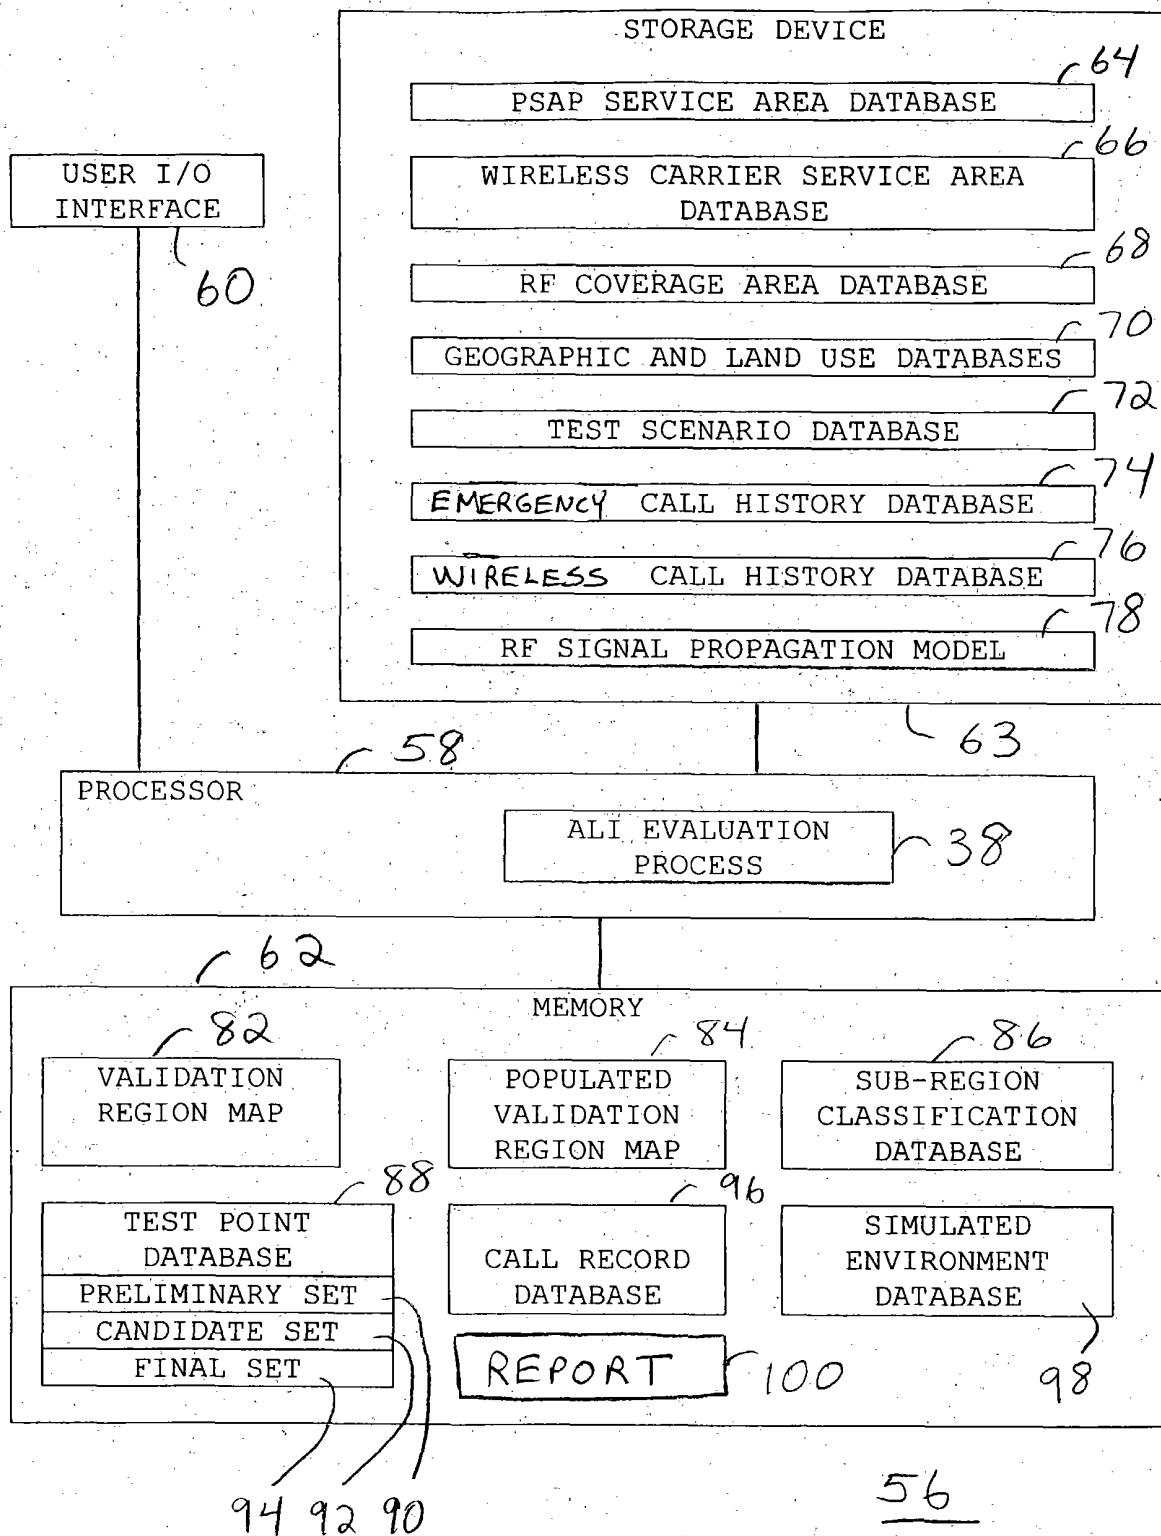 STORAGE DEVICE
64
PSAP SERVICE AREA DATABASE
66
WIRELESS CARRIER SERVICE AREA
DATABASE
USER I/O
INTERFACE
60
68
RF COVERAGE AREA DATABASE
70
GEOGRAPHIC AND LAND USE DATABASES
72
TEST SCENARIO DATABASE
74
EMERGENCY CALL HISTORY DATABASE
76
WIRELESS CALL HISTORY DATABASE
78
RF SIGNAL PROPAGATION MODEL
63
58
PROCESSOR
ALI EVALUATION
PROCESS
38
62
MEMORY
82
VALIDATION
REGION MAP
84
POPULATED
VALIDATION
REGION MAP
86
SUB-REGION
CLASSIFICATION
DATABASE
88
TEST POINT
DATABASE
PRELIMINARY SET
CANDIDATE SET
FINAL SET
96
CALL RECORD
DATABASE
SIMULATED
ENVIRONMENT
DATABASE
REPORT
100
98
94 92 90
56